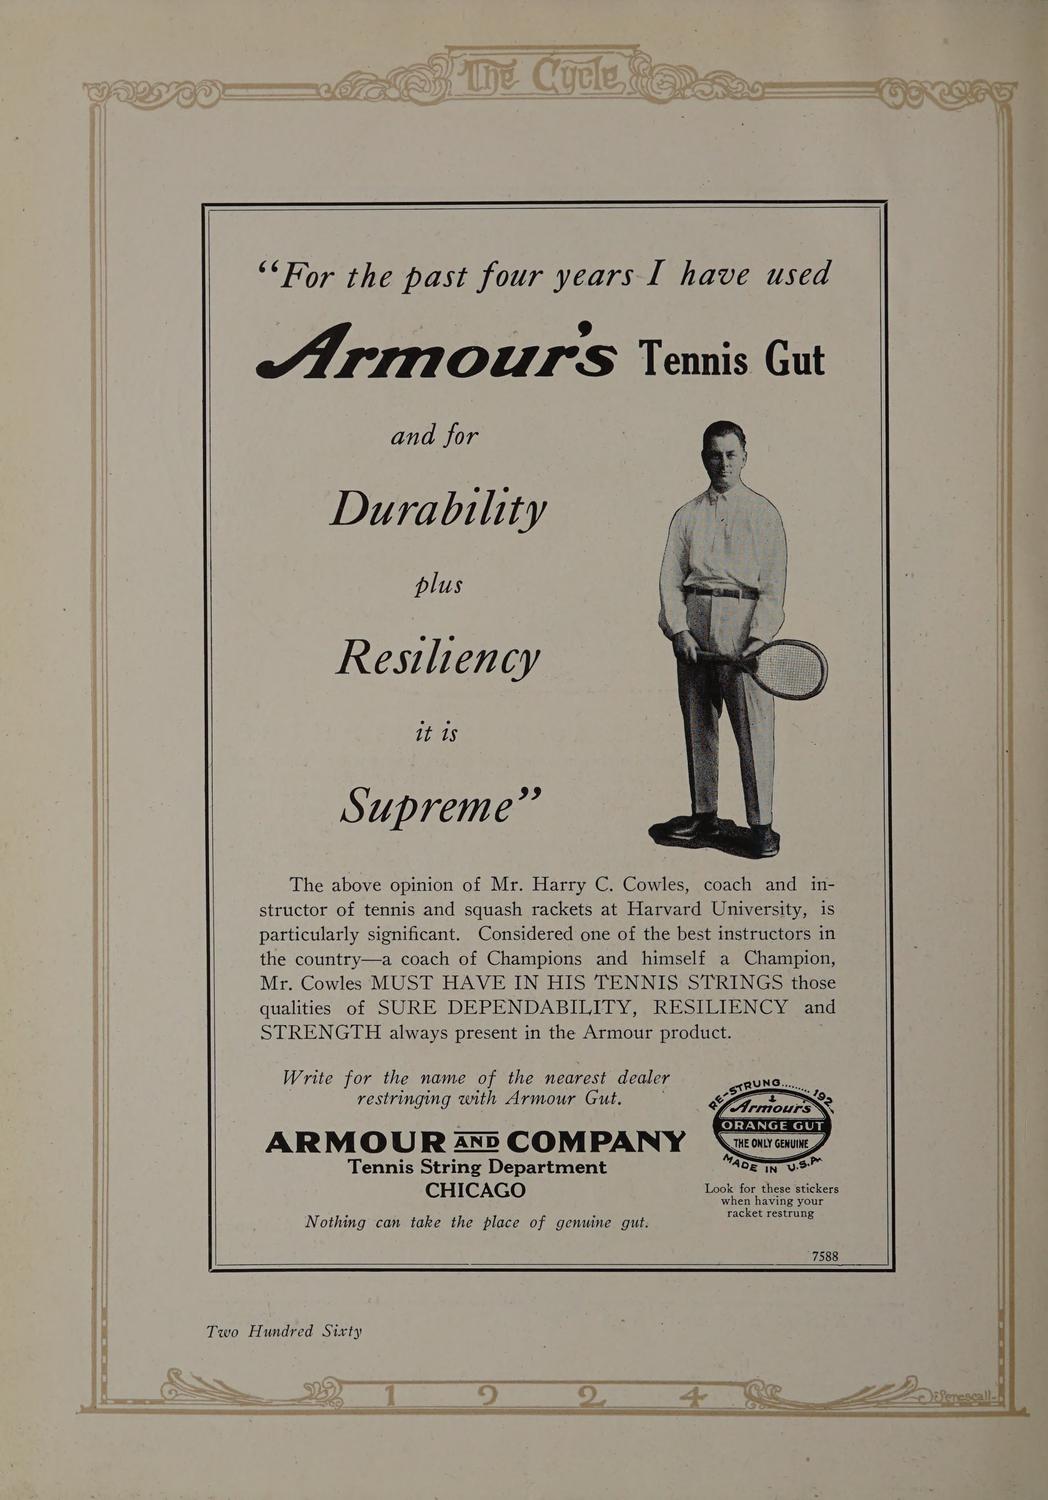 The Cycle
“For the past four years I have used
Armour's Tennis Gut
and for
Durability
plus
Resiliency
it is
Supreme”
The above opinion of Mr. Harry C. Cowles, coach and in-
structor of tennis and squash rackets at Harvard University, is
particularly significant. Considered one of the best instructors in
the country—a coach of Champions and himself a Champion,
Mr. Cowles MUST HAVE IN HIS TENNIS STRINGS those
qualities of SURE DEPENDABILITY, RESILIENCY and
STRENGTH always present in the Armour product.
Write for the name of the nearest dealer
restringing with Armour Gut.
ARMOUR AND COMPANY
Tennis String Department
CHICAGO
Nothing can take the place of genuine gut.
RE-STRUNG..........192_
Armour's
ORANGE GUT
THE ONLY GENUINE
MADE IN U.S.A.
Look for these stickers
when having your
racket restrung
7588
Two Hundred Sixty
1924